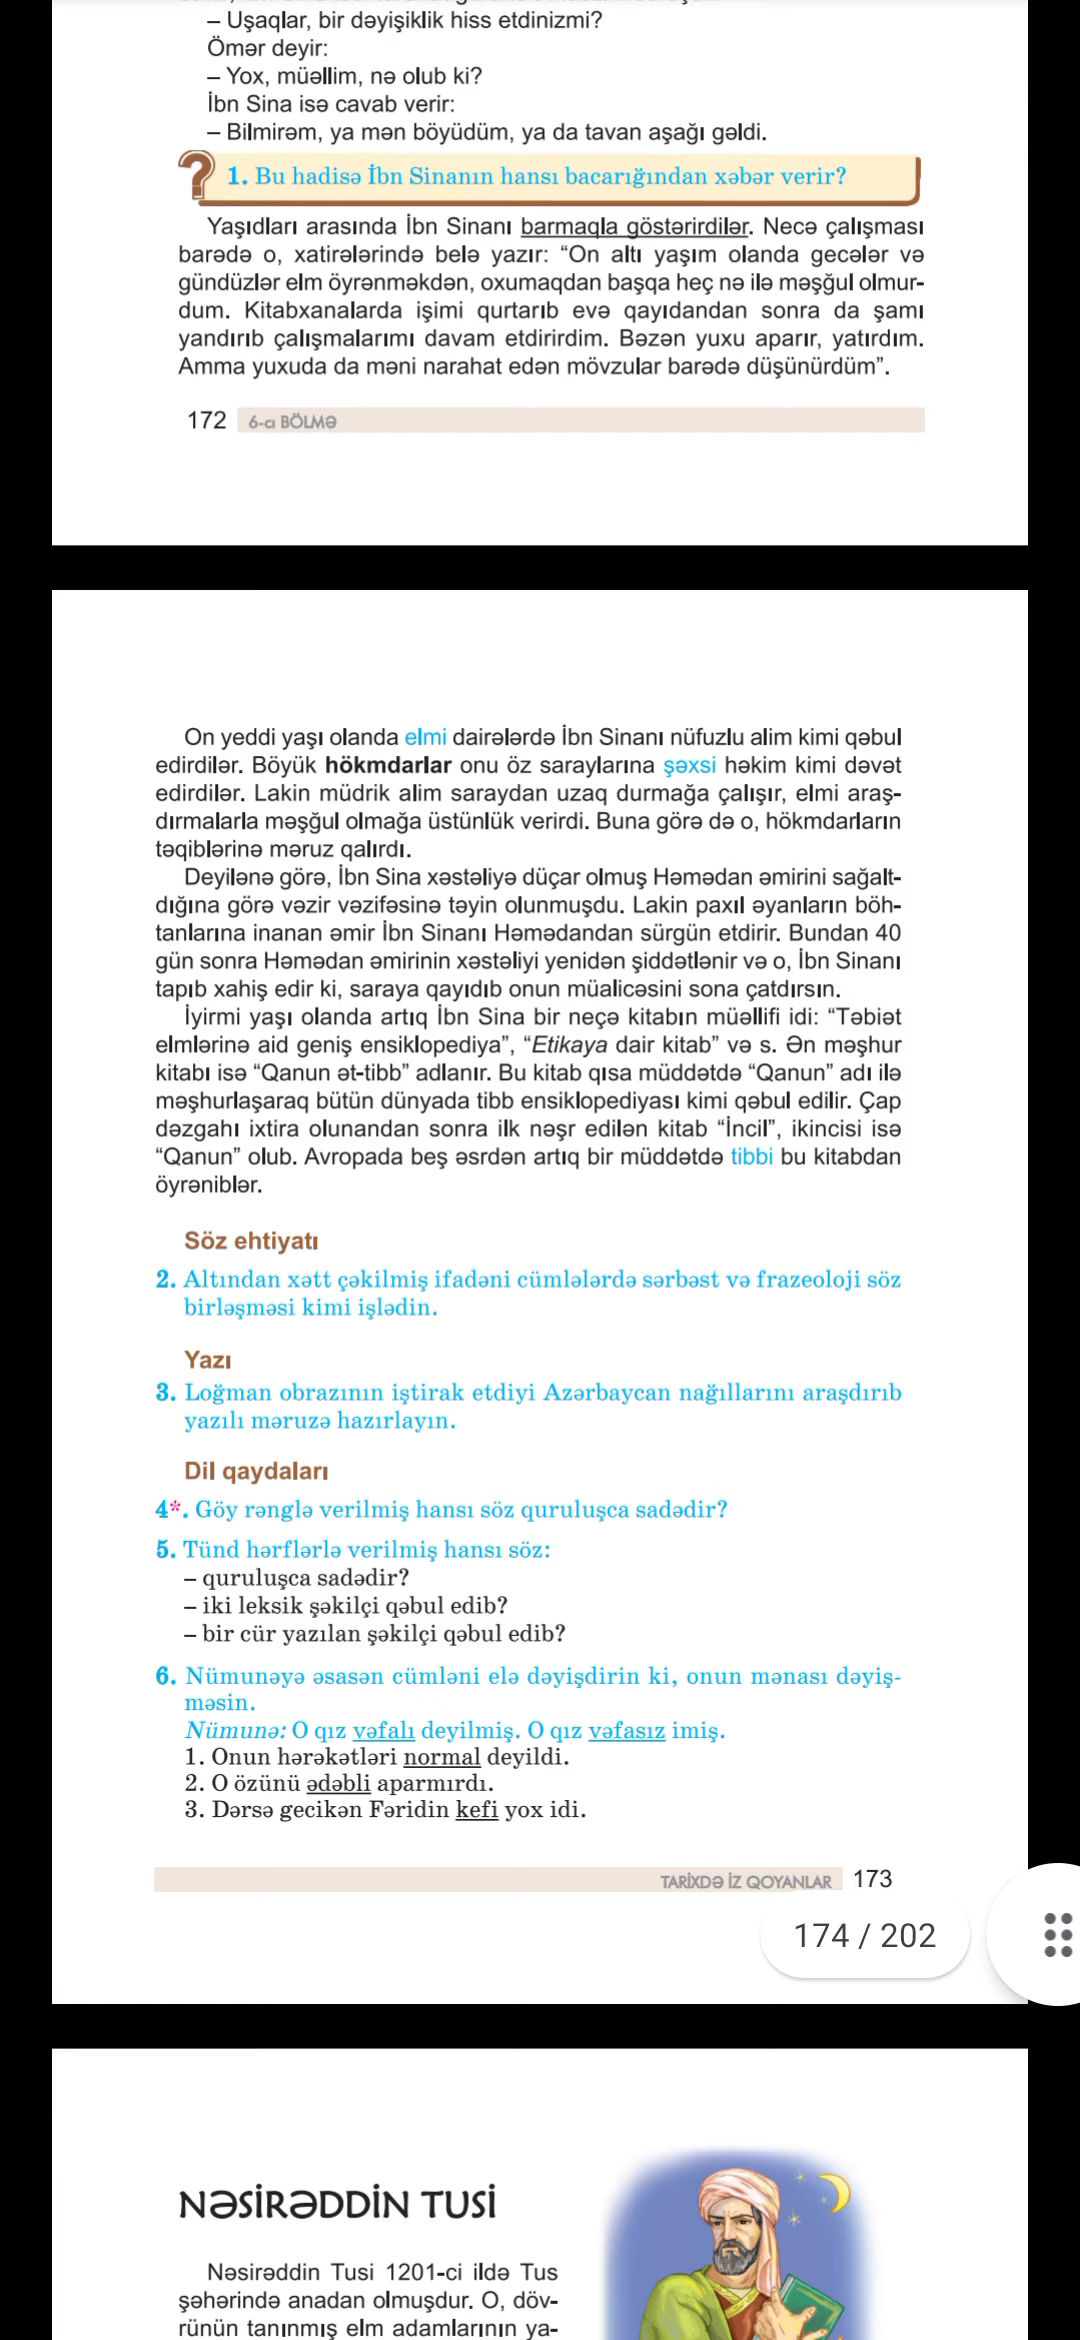 – Uşaqlar, bir dəyişiklik hiss etdinizmi?
Ömər deyir:
– Yox, müəllim, nə olub ki?
İbn Sina isə cavab verir:
– Bilmirəm, ya mən böyüdüm, ya da tavan aşağı gəldi.
? 1. Bu hadisə İbn Sinanın hansı bacarığından xəbər verir?
Yaşıdları arasında İbn Sinanı barmaqla göstərirdilər. Necə çalışması
barədə o, xatirələrində belə yazır: “On altı yaşım olanda gecələr və
gündüzlər elm öyrənməkdən, oxumaqdan başqa heç nə ilə məşğul olmur-
dum. Kitabxanalarda işimi qurtarıb evə qayıdandan sonra da şamı
yandırıb çalışmalarımı davam etdirirdim. Bəzən yuxu aparır, yatırdım.
Amma yuxuda da məni narahat edən mövzular barədə düşünürdüm”.
172 6-cı BÖLMƏ
On yeddi yaşı olanda elmi dairələrdə İbn Sinanı nüfuzlu alim kimi qəbul
edirdilər. Böyük hökmdarlar onu öz saraylarına şəxsi həkim kimi dəvət
edirdilər. Lakin müdrik alim saraydan uzaq durmağa çalışır, elmi araş-
dırmalarla məşğul olmağa üstünlük verirdi. Buna görə də o, hökmdarların
təqiblərinə məruz qalırdı.
Deyilənə görə, İbn Sina xəstəliyə düçar olmuş Həmədan əmirini sağalt-
dığına görə vəzir vəzifəsinə təyin olunmuşdu. Lakin paxıl əyanların böh-
tanlarına inanan əmir İbn Sinanı Həmədandan sürgün etdirir. Bundan 40
gün sonra Həmədan əmirinin xəstəliyi yenidən şiddətlənir və o, İbn Sinanı
tapıb xahiş edir ki, saraya qayıdıb onun müalicəsini sona çatdırsın.
İyirmi yaşı olanda artıq İbn Sina bir neçə kitabın müəllifi idi: “Təbiət
elmlərinə aid geniş ensiklopediya”, “Etikaya dair kitab” və s. Ən məşhur
kitabı isə “Qanun ət-tibb” adlanır. Bu kitab qısa müddətdə “Qanun” adı ilə
məşhurlaşaraq bütün dünyada tibb ensiklopediyası kimi qəbul edilir. Çap
dəzgahı ixtira olunandan sonra ilk nəşr edilən kitab “İncil”, ikincisi isə
“Qanun” olub. Avropada beş əsrdən artıq bir müddətdə tibbi bu kitabdan
öyrəniblər.
Söz ehtiyatı
2. Altından xətt çəkilmiş ifadəni cümlələrdə sərbəst və frazeoloji söz
birləşməsi kimi işlədin.
Yazı
3. Loğman obrazının iştirak etdiyi Azərbaycan nağıllarını araşdırıb
yazılı məruzə hazırlayın.
Dil qaydaları
4*. Göy rənglə verilmiş hansı söz quruluşca sadədir?
5. Tünd hərflərlə verilmiş hansı söz:
– quruluşca sadədir?
– iki leksik şəkilçi qəbul edib?
– bir cür yazılan şəkilçi qəbul edib?
6. Nümunəyə əsasən cümləni elə dəyişdirin ki, onun mənası dəyiş-
məsin.
Nümunə: O qız vəfalı deyilmiş. O qız vəfasız imiş.
1. Onun hərəkətləri normal deyildi.
2. O özünü ədəbli aparmırdı.
3. Dərsə gecikən Fəridin kefi yox idi.
TARİXDƏ İZ QOYANLAR 173
174 / 202
NƏSİRƏDDİN TUSİ
Nəsirəddin Tusi 1201-ci ildə Tus
şəhərində anadan olmuşdur. O, döv-
rünün tanınmış elm adamlarının ya-